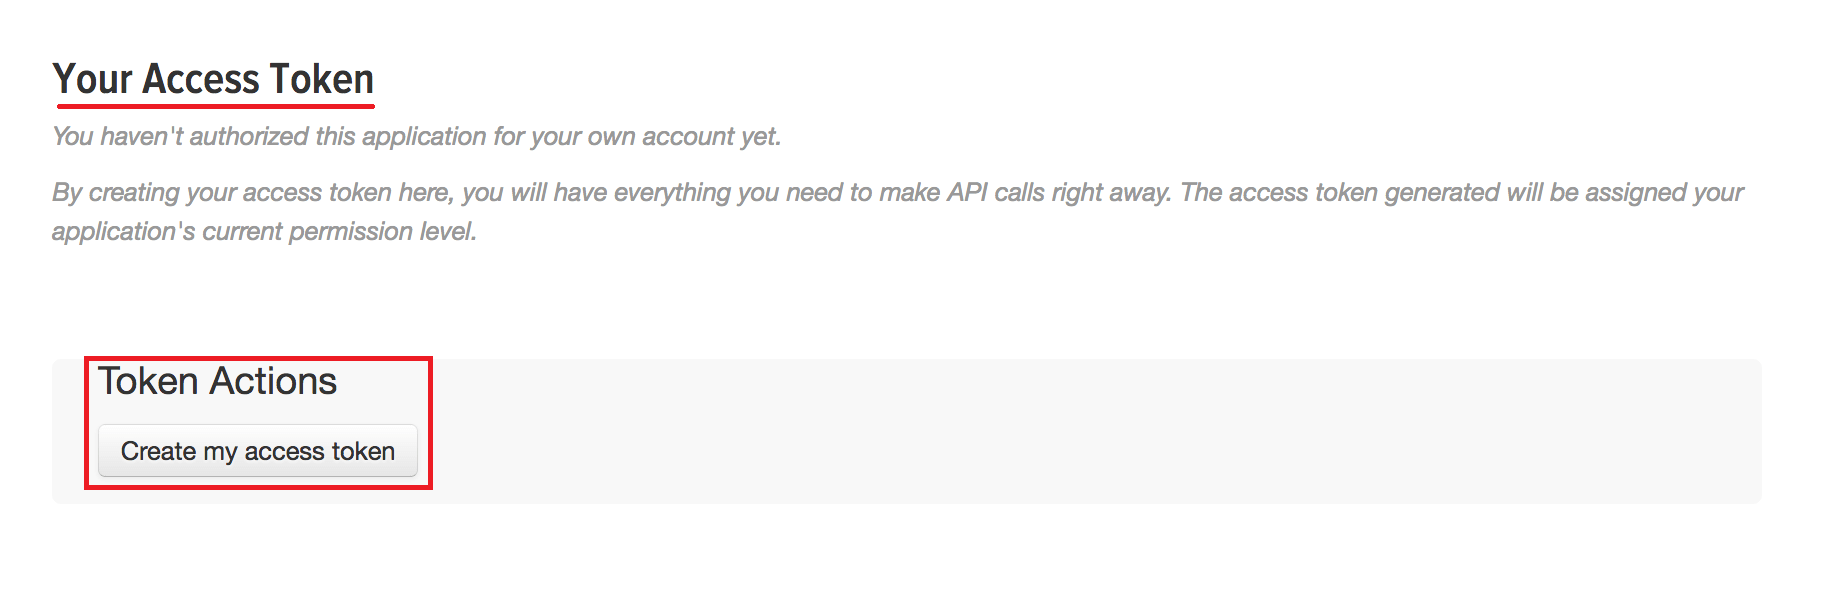 Your Access Token
You haven't authorized this application for your own account yet.
By creating your access token here, you will have everything you need to make API calls right away. The access token generated will be assigned your
application's current permission level.
Token Actions
Create my access token